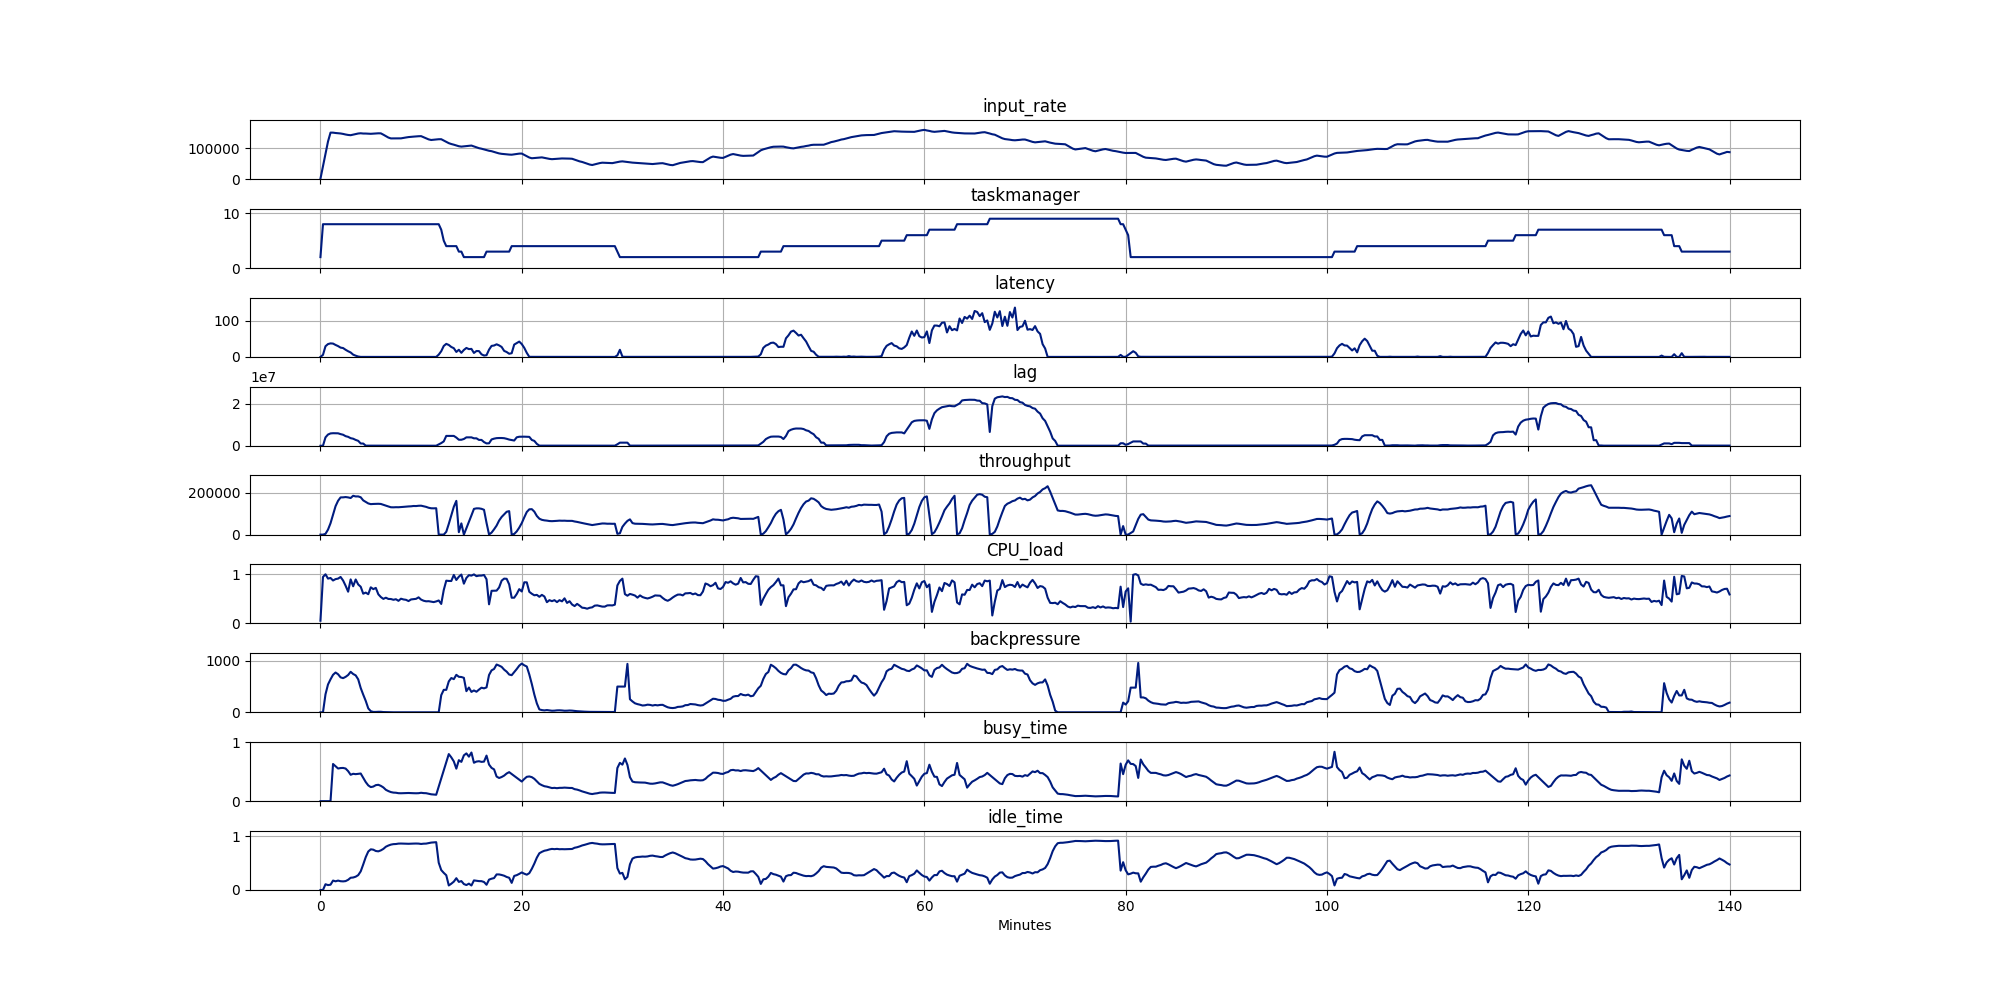 input_rate
100000
0
taskmanager
10
0
latency
100
0
1e7
lag
2
0
throughput
200000
0
CPU_load
1
0
backpressure
1000
0
busy_time
1
0
idle_time
1
0
0 20 40 60 80 100 120 140
Minutes